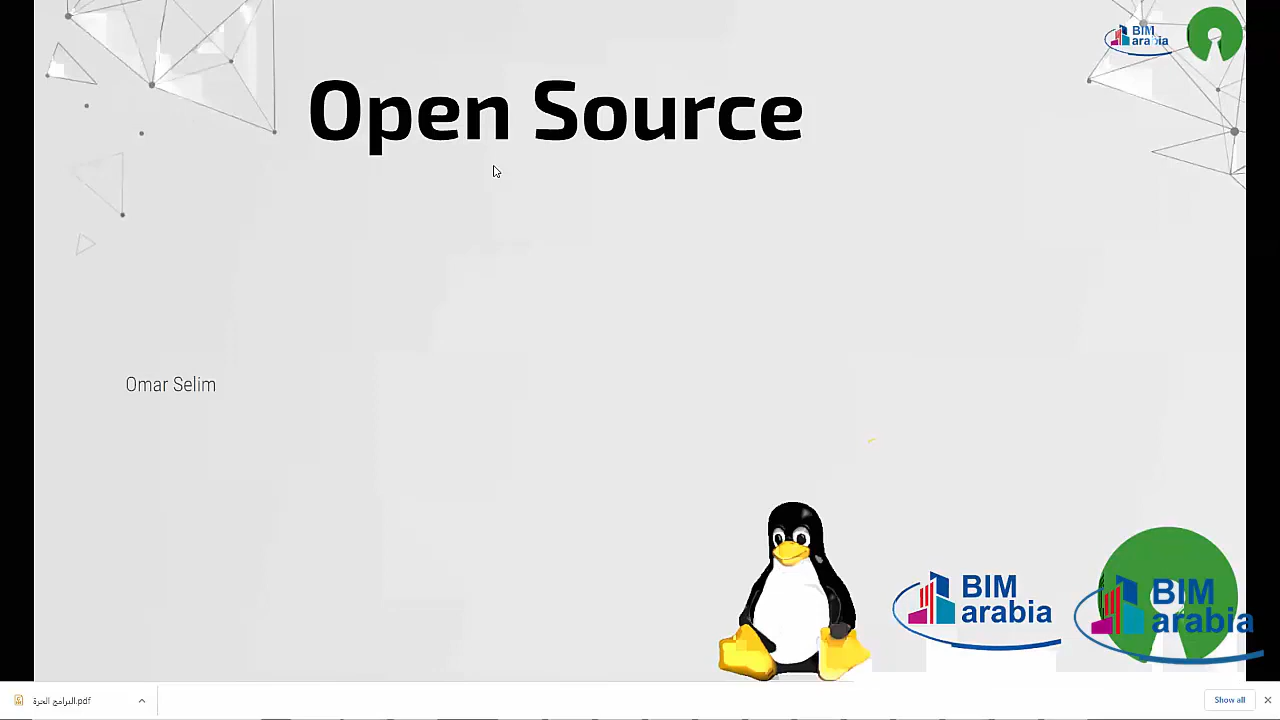 BIM
arabia
Open Source
Omar Selim
BIM
arabia
BIM
arabia
البرامج الحرة.pdf
Show all